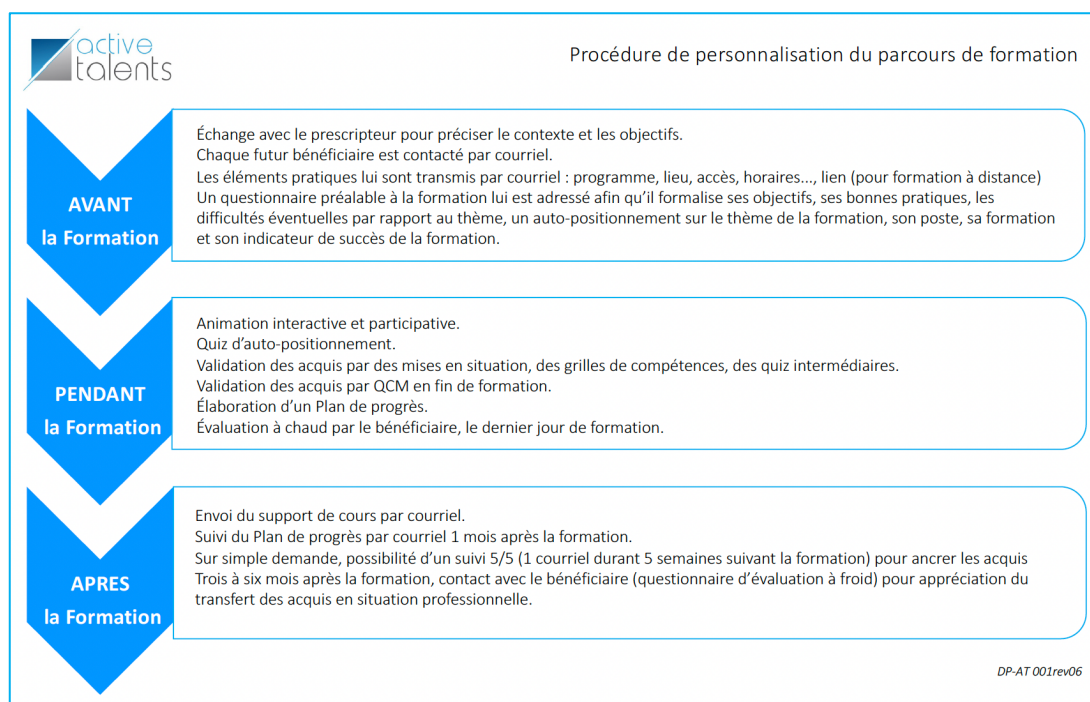 active
talents
Procédure de personnalisation du parcours de formation
AVANT
la Formation
Échange avec le prescripteur pour préciser le contexte et les objectifs.
Chaque futur bénéficiaire est contacté par courriel.
Les éléments pratiques lui sont transmis par courriel : programme, lieu, accès, horaires..., lien (pour formation à distance)
Un questionnaire préalable à la formation lui est adressé afin qu'il formalise ses objectifs, ses bonnes pratiques, les
difficultés éventuelles par rapport au thème, un auto-positionnement sur le thème de la formation, son poste, sa formation
et son indicateur de succès de la formation.
PENDANT
la Formation
Animation interactive et participative.
Quiz d'auto-positionnement.
Validation des acquis par des mises en situation, des grilles de compétences, des quiz intermédiaires.
Validation des acquis par QCM en fin de formation.
Élaboration d'un Plan de progrès.
Évaluation à chaud par le bénéficiaire, le dernier jour de formation.
APRES
la Formation
Envoi du support de cours par courriel.
Suivi du Plan de progrès par courriel 1 mois après la formation.
Sur simple demande, possibilité d'un suivi 5/5 (1 courriel durant 5 semaines suivant la formation) pour ancrer les acquis
Trois à six mois après la formation, contact avec le bénéficiaire (questionnaire d'évaluation à froid) pour appréciation du
transfert des acquis en situation professionnelle.
DP-AT 001rev06